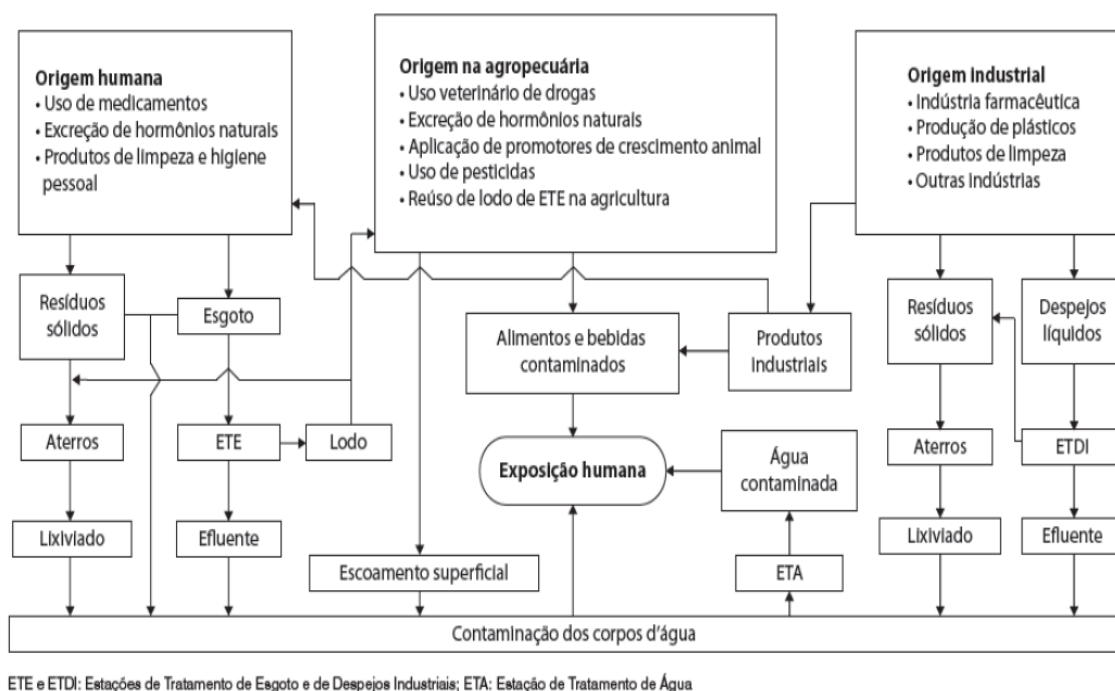 Origem humana
• Uso de medicamentos
• Excreção de hormônios naturais
• Produtos de limpeza e higiene
pessoal
Origem na agropecuária
• Uso veterinário de drogas
• Excreção de hormônios naturais
• Aplicação de promotores de crescimento animal
• Uso de pesticidas
• Reúso de lodo de ETE na agricultura
Origem industrial
• Indústria farmacêutica
• Produção de plásticos
• Produtos de limpeza
• Outras indústrias
Resíduos
sólidos
Esgoto
Alimentos e bebidas
contaminados
Produtos
industriais
Resíduos
sólidos
Despejos
líquidos
Aterros
ETE
Lodo
Exposição humana
Água
contaminada
Aterros
ETDI
Lixiviado
Efluente
Escoamento superficial
ETA
Lixiviado
Efluente
Contaminação dos corpos d'água
ETE e ETDI: Estações de Tratamento de Esgoto e de Despejos Industriais; ETA: Estação de Tratamento de Água